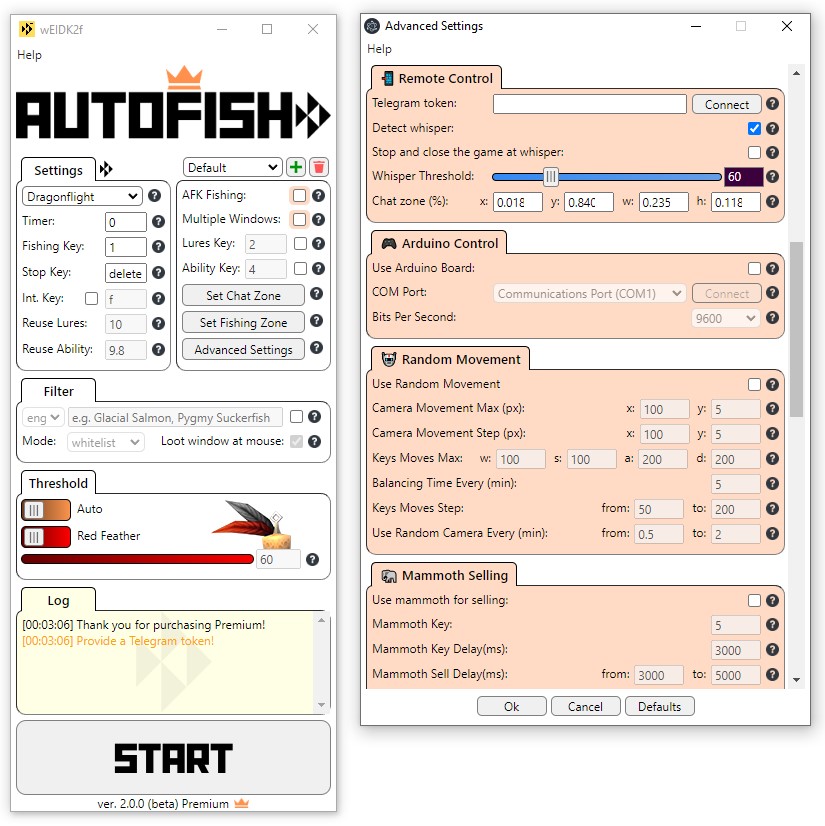 wEIDK2f
Help
AUTOFISH
Settings
Default
Dragonflight
Timer: 0
Fishing Key: 1
Stop Key: delete
Int. Key: f
Reuse Lures: 10
Reuse Ability: 9.8
AFK Fishing:
Multiple Windows:
Lures Key: 2
Ability Key: 4
Set Chat Zone
Set Fishing Zone
Advanced Settings
Filter
eng e.g. Glacial Salmon, Pygmy Suckerfish
Mode: whitelist Loot window at mouse:
Threshold
Auto
Red Feather
60
Log
[00:03:06] Thank you for purchasing Premium!
[00:03:06] Provide a Telegram token!
START
ver. 2.0.0 (beta) Premium
Advanced Settings
Help
Remote Control
Telegram token: Connect
Detect whisper:
Stop and close the game at whisper:
Whisper Threshold: 60
Chat zone (%): x: 0.018 y: 0.840 w: 0.235 h: 0.118
Arduino Control
Use Arduino Board:
COM Port: Communications Port (COM1) Connect
Bits Per Second: 9600
Random Movement
Use Random Movement
Camera Movement Max (px): x: 100 y: 5
Camera Movement Step (px): x: 100 y: 5
Keys Moves Max: w: 100 s: 100 a: 200 d: 200
Balancing Time Every (min): 5
Keys Moves Step: from: 50 to: 200
Use Random Camera Every (min): from: 0.5 to: 2
Mammoth Selling
Use mammoth for selling:
Mammoth Key: 5
Mammoth Key Delay(ms): 3000
Mammoth Sell Delay(ms): from: 3000 to: 5000
Ok Cancel Defaults